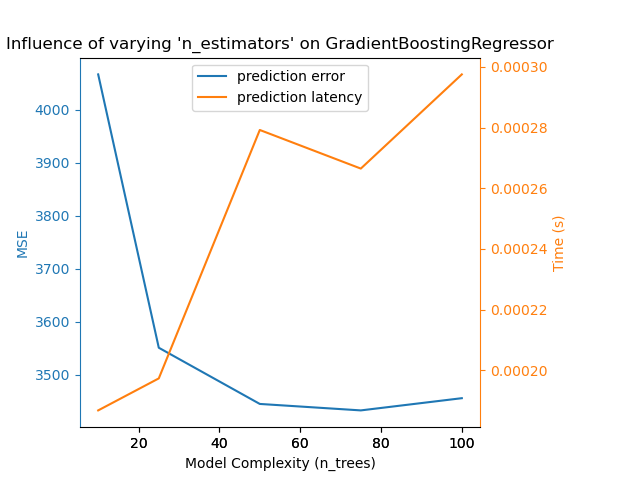 Influence of varying 'n_estimators' on GradientBoostingRegressor
prediction error
prediction latency
MSE
4000
3900
3800
3700
3600
3500
0.00030
0.00028
0.00026
0.00024
0.00022
0.00020
Time (s)
20 40 60 80 100
Model Complexity (n_trees)